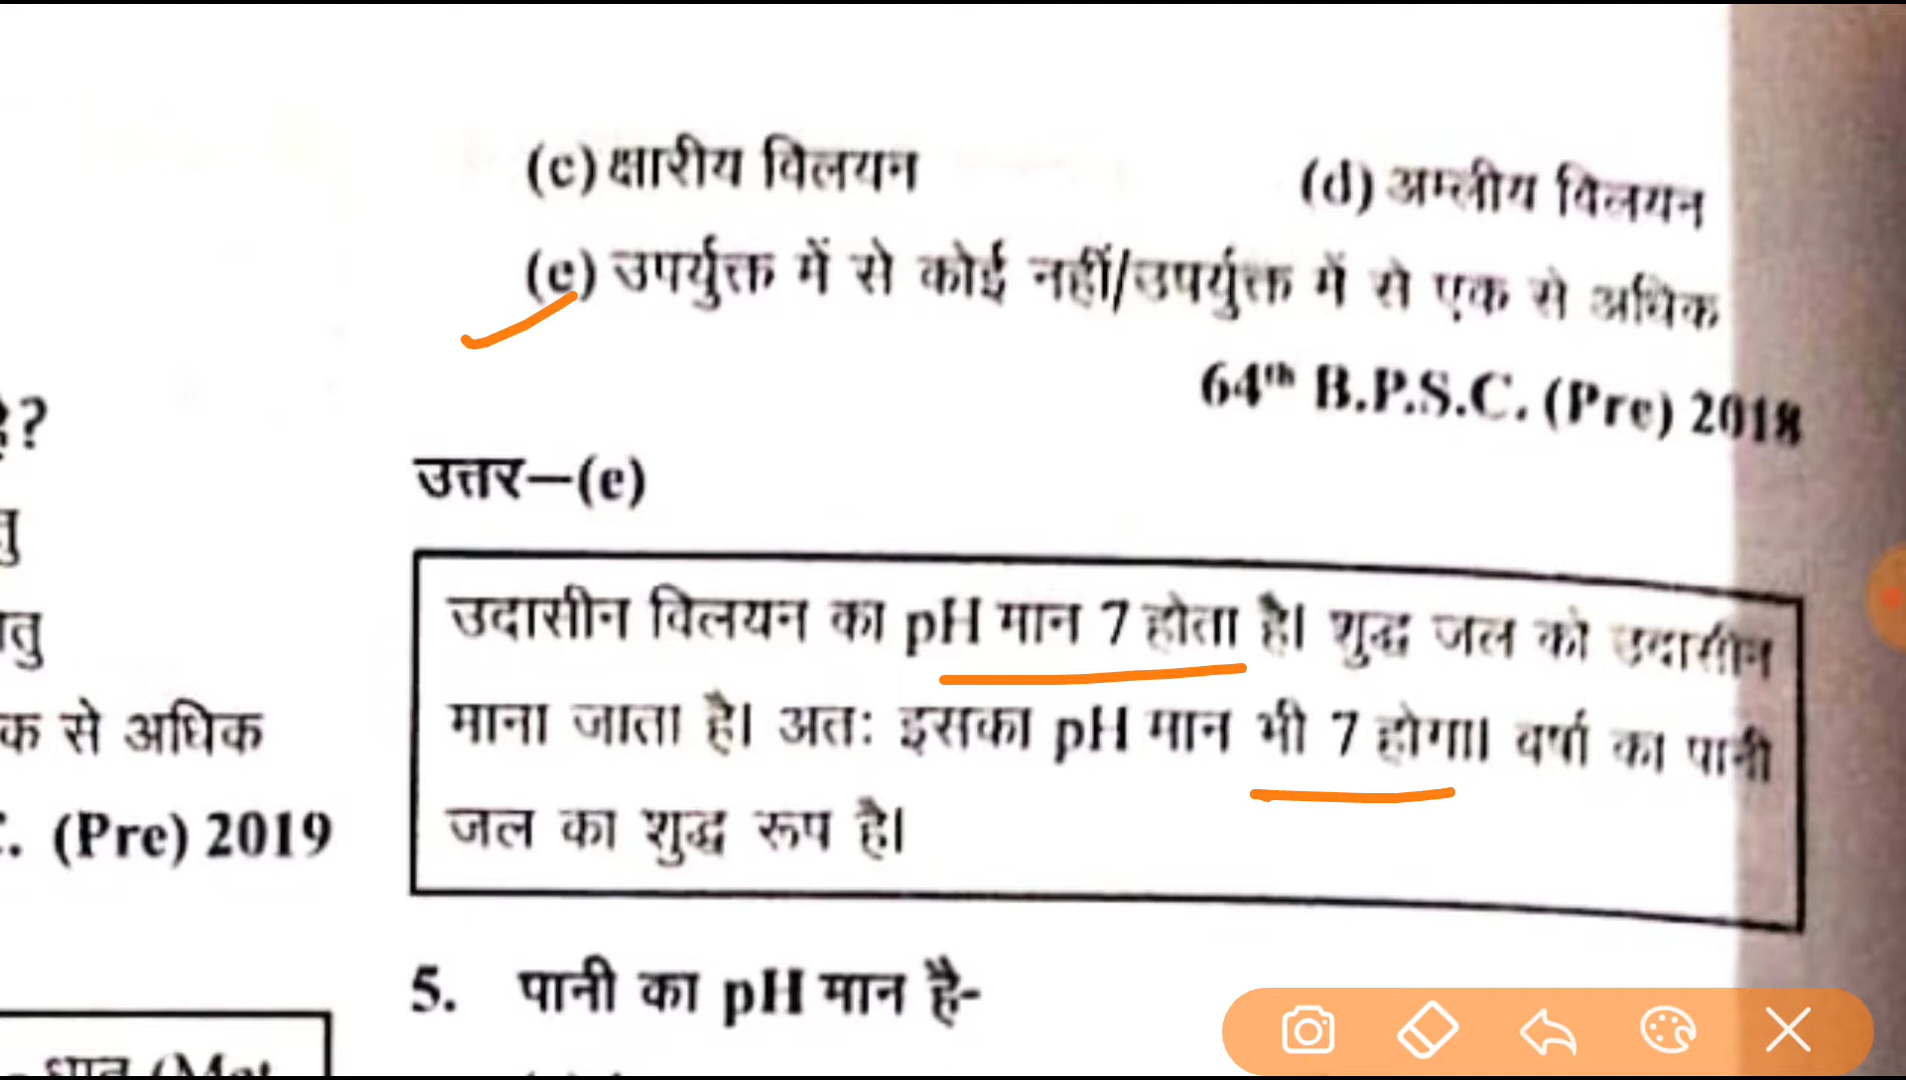 है?
तु
तु
क से अधिक
. (Pre) 2019
(c) क्षारीय विलयन
(d) अम्लीय विलयन
(e) उपर्युक्त में से कोई नहीं/उपर्युक्त में से एक से अधिक
64th B.P.S.C. (Pre) 2018
उत्तर—(e)
उदासीन विलयन का pH मान 7 होता है। शुद्ध जल को उदासीन
माना जाता है। अतः इसका pH मान भी 7 होगा। वर्षा का पानी
जल का शुद्ध रूप है।
5. पानी का pH मान है-